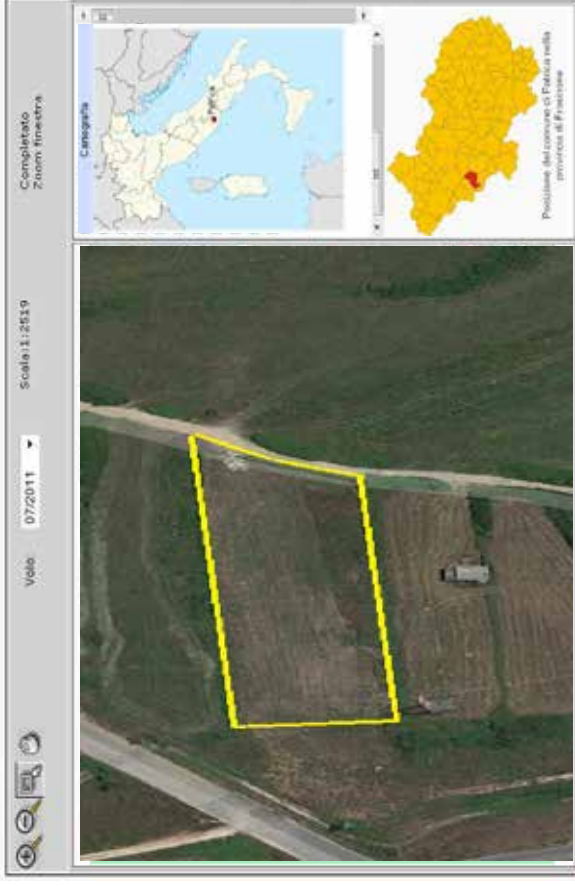 Volo: 07/2011
Scala:1:2519
Completato
Zoom finestra
Cartografia
Patrica
Posizione del comune di Patrica nella
provincia di Frosinone